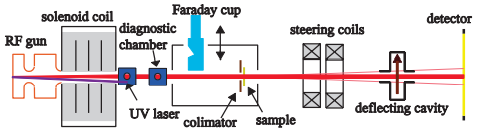 solenoid coil
diagnostic
chamber
Faraday cup
steering coils
detector
RF gun
UV laser
colimator
sample
deflecting cavity